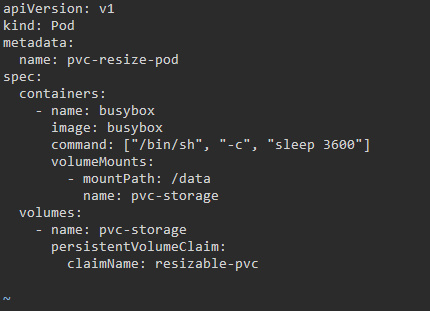 apiVersion: v1
kind: Pod
metadata:
  name: pvc-resize-pod
spec:
  containers:
    - name: busybox
      image: busybox
      command: ["/bin/sh", "-c", "sleep 3600"]
      volumeMounts:
        - mountPath: /data
          name: pvc-storage
  volumes:
    - name: pvc-storage
      persistentVolumeClaim:
        claimName: resizable-pvc
~